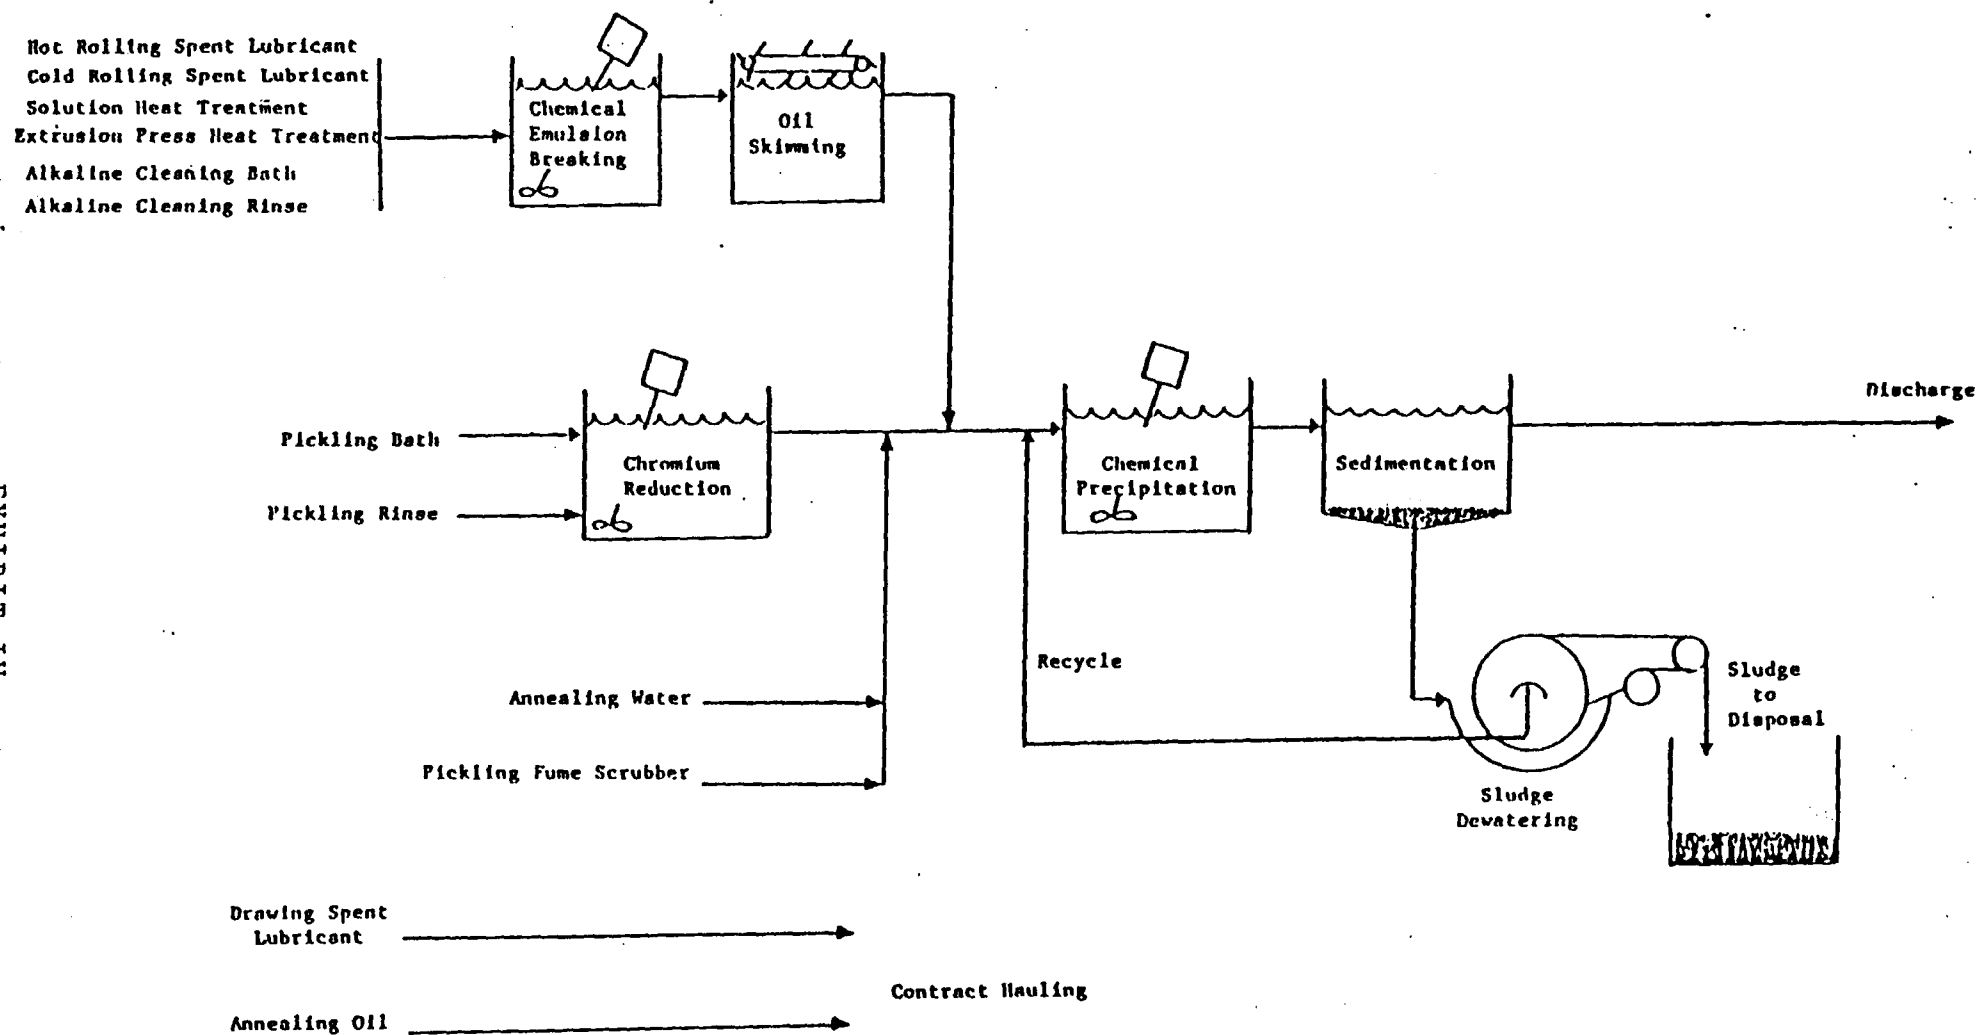 Hot Rolling Spent Lubricant
Cold Rolling Spent Lubricant
Solution Heat Treatment
Extrusion Press Heat Treatment
Alkaline Cleaning Bath
Alkaline Cleaning Rinse
Chemical
Emulsion
Breaking
Oil
Skimming
Pickling Bath
Pickling Rinse
Chromium
Reduction
Chemical
Precipitation
Sedimentation
Discharge
Recycle
Annealing Water
Pickling Fume Scrubber
Sludge
to
Disposal
Sludge
Dewatering
Drawing Spent
Lubricant
Contract Hauling
Annealing Oil